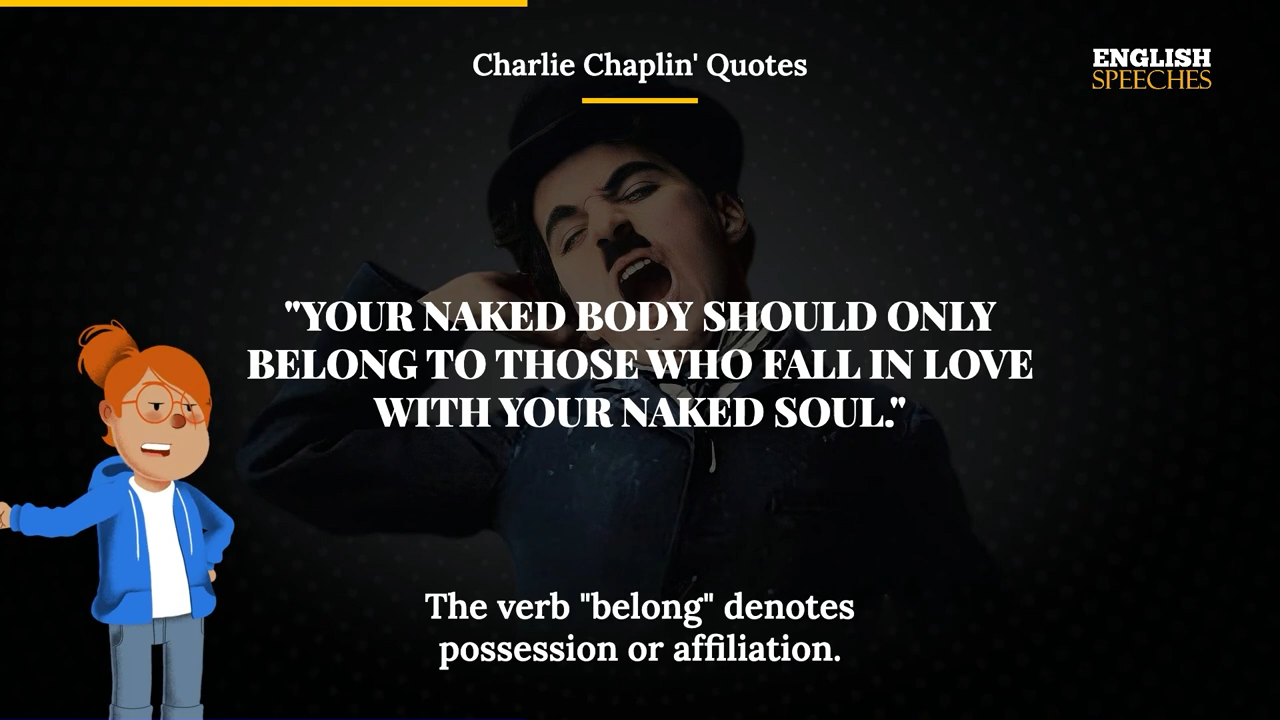 Charlie Chaplin' Quotes
ENGLISH
SPEECHES
"YOUR NAKED BODY SHOULD ONLY
BELONG TO THOSE WHO FALL IN LOVE
WITH YOUR NAKED SOUL."
The verb "belong" denotes
possession or affiliation.